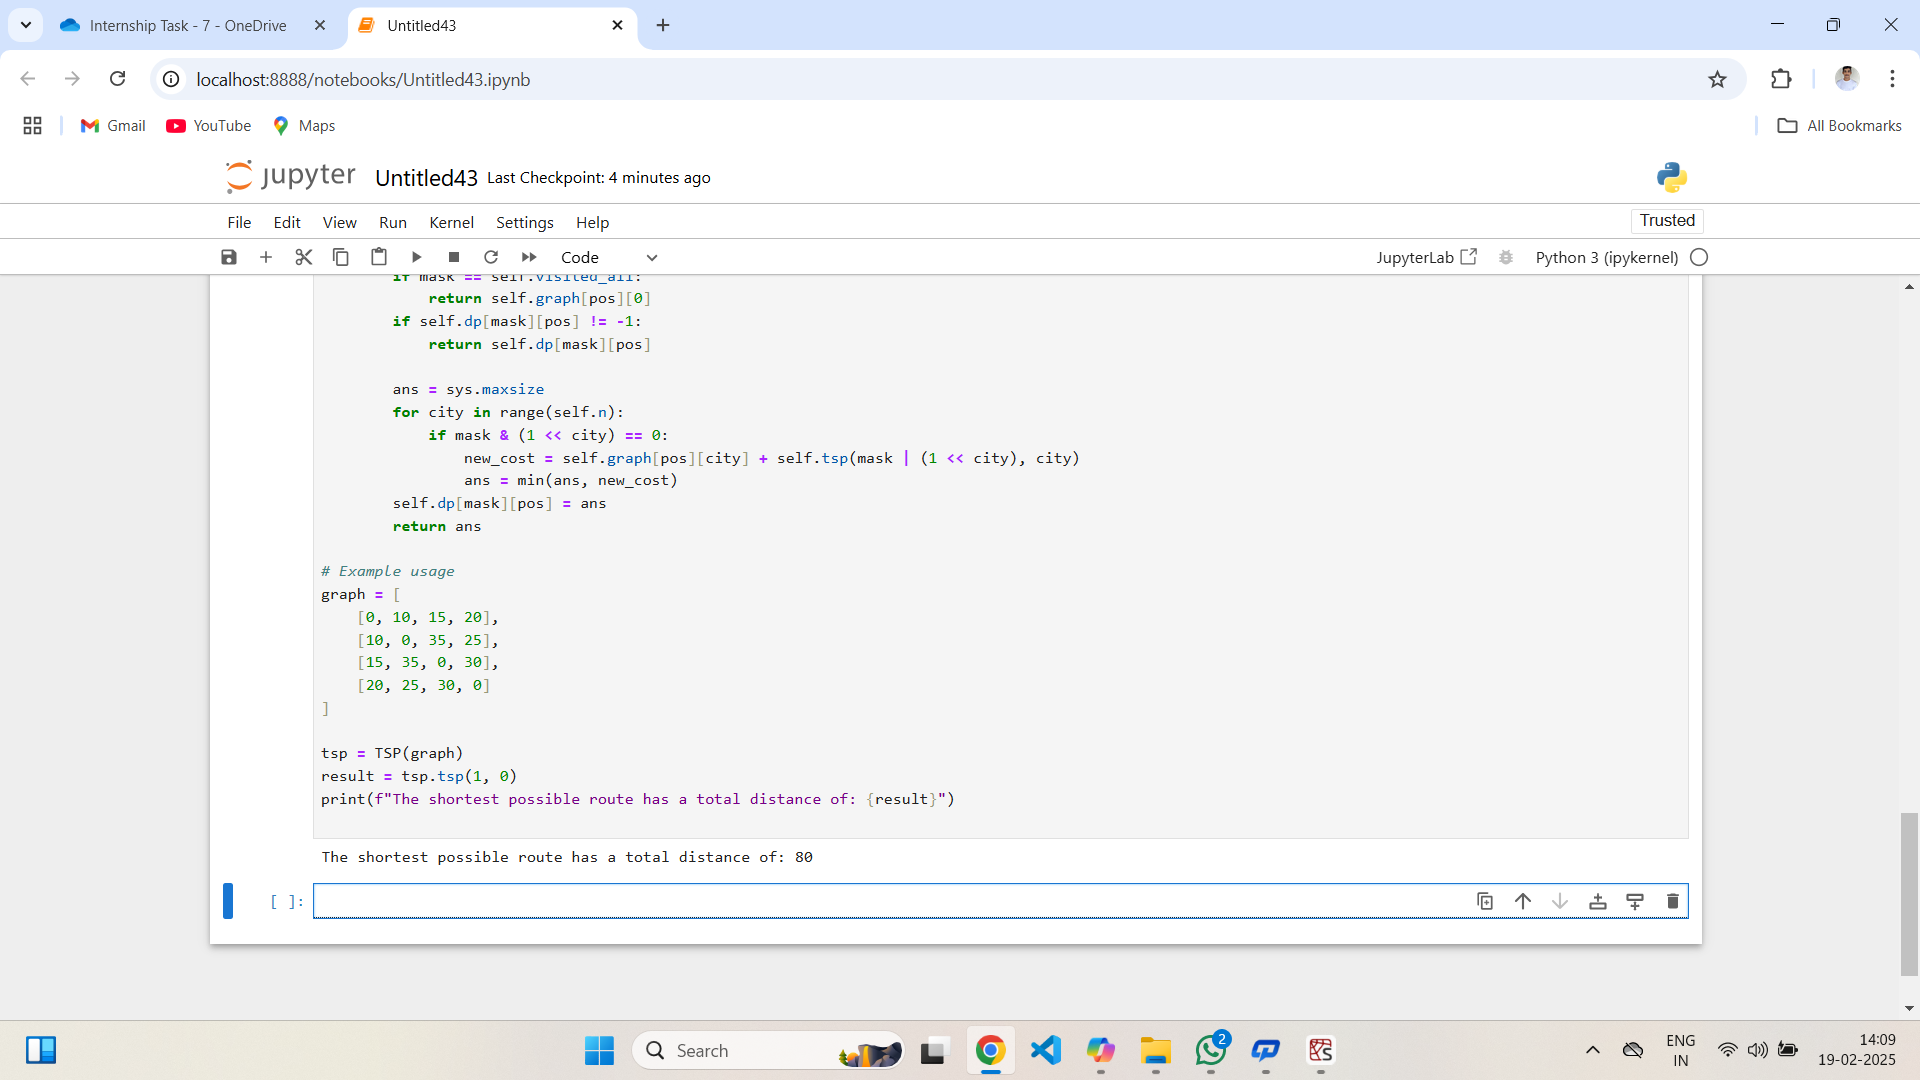 Internship Task - 7 - OneDrive
Untitled43
localhost:8888/notebooks/Untitled43.ipynb
Gmail
YouTube
Maps
All Bookmarks
jupyter
Untitled43
Last Checkpoint: 4 minutes ago
File Edit View Run Kernel Settings Help
Trusted
Code
JupyterLab
Python 3 (ipykernel)
if mask == self.visited_all:
return self.graph[pos][0]
if self.dp[mask][pos] != -1:
return self.dp[mask][pos]
ans = sys.maxsize
for city in range(self.n):
if mask & (1 << city) == 0:
new_cost = self.graph[pos][city] + self.tsp(mask | (1 << city), city)
ans = min(ans, new_cost)
self.dp[mask][pos] = ans
return ans
# Example usage
graph = [
[0, 10, 15, 20],
[10, 0, 35, 25],
[15, 35, 0, 30],
[20, 25, 30, 0]
]
tsp = TSP(graph)
result = tsp.tsp(1, 0)
print(f"The shortest possible route has a total distance of: {result}")
The shortest possible route has a total distance of: 80
[ ]:
Search
2
ENG
IN
14:09
19-02-2025